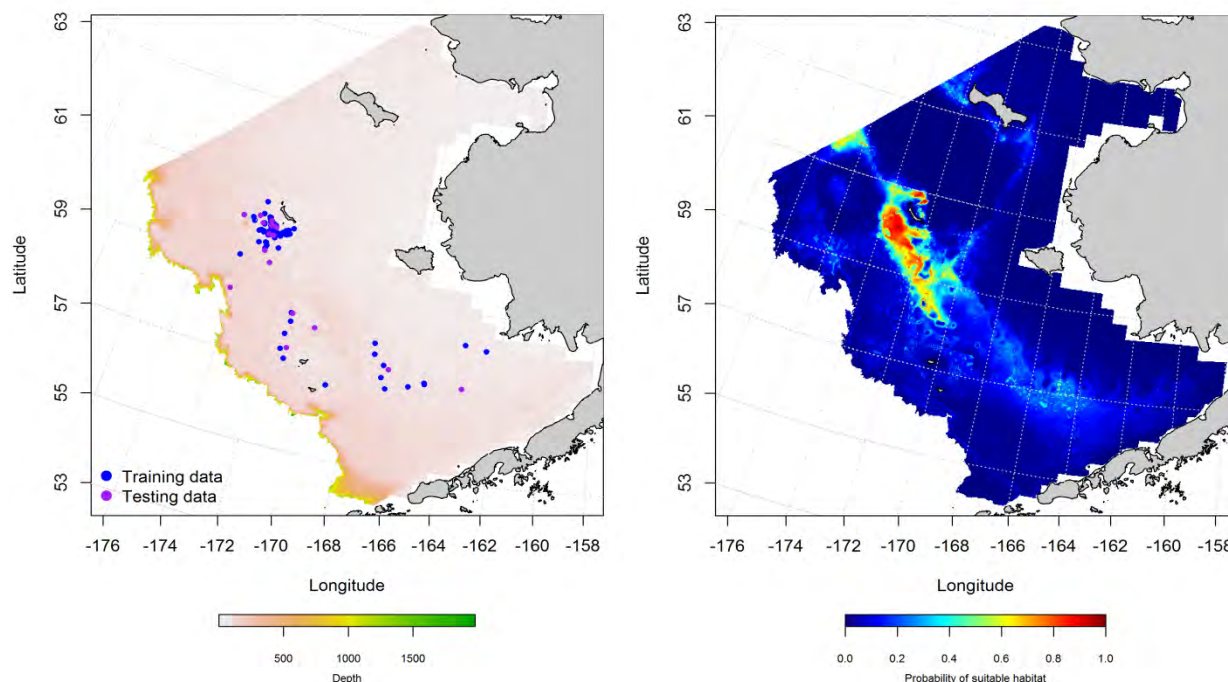 63
61
59
57
55
53
Latitude
Training data
Testing data
-176 -174 -172 -170 -168 -166 -164 -162 -160 -158
Longitude
500 1000 1500
Depth
63
61
59
57
55
53
Latitude
-176 -174 -172 -170 -168 -166 -164 -162 -160 -158
Longitude
0.0 0.2 0.4 0.6 0.8 1.0
Probability of suitable habitat